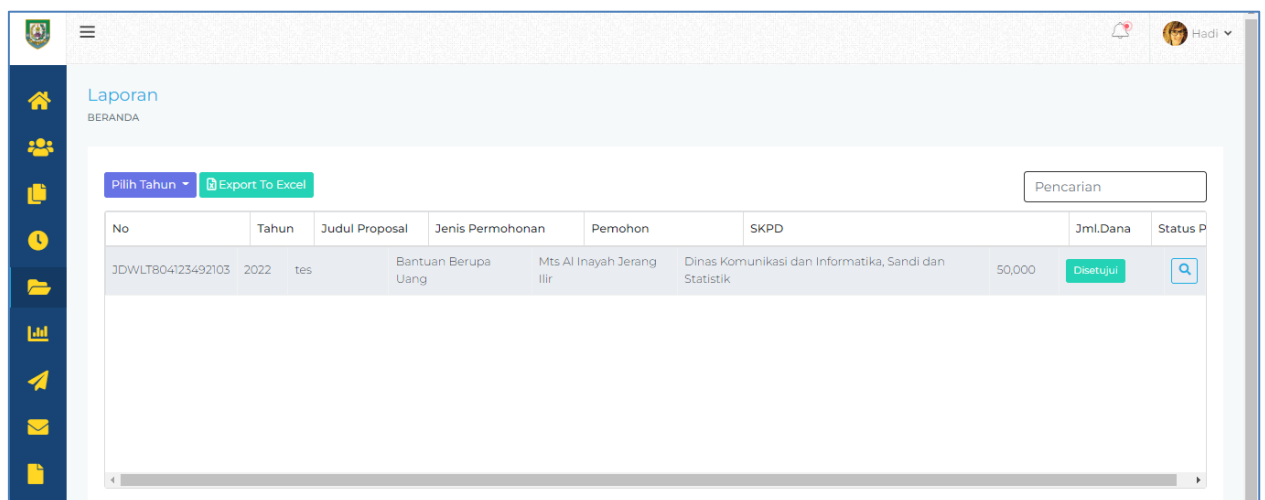 Hadi
Laporan
BERANDA
Pilih Tahun Export To Excel
Pencarian
No Tahun Judul Proposal Jenis Permohonan Pemohon SKPD Jml.Dana Status P
JDWLT804123492103 2022 tes Bantuan Berupa Mts Al Inayah Jerang Dinas Komunikasi dan Informatika, Sandi dan 50,000 Disetujui
Uang Ilir Statistik